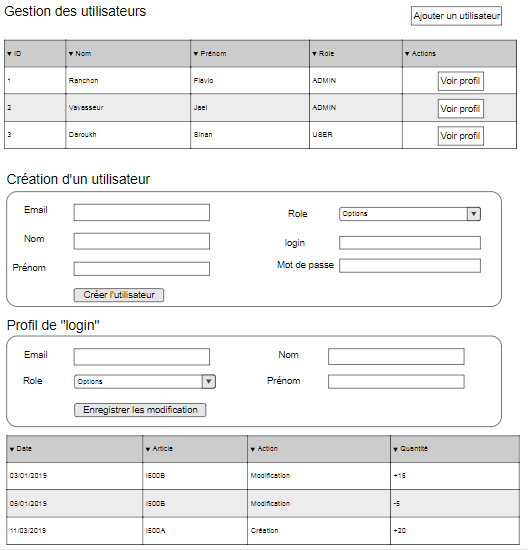 Gestion des utilisateurs
Ajouter un utilisateur
▼ ID ▼ Nom ▼ Prénom ▼ Role ▼ Actions
1 Ranchon Flavio ADMIN Voir profil
2 Vavasseur Jael ADMIN Voir profil
3 Daroukh Sinan USER Voir profil
Création d'un utilisateur
Email Role Options
Nom login
Prénom Mot de passe
Créer l'utilisateur
Profil de "login"
Email Nom
Role Options Prénom
Enregistrer les modification
▼ Date ▼ Article ▼ Action ▼ Quantité
03/01/2019 I500B Modification +15
05/01/2019 I500B Modification -5
11/03/2019 I500A Création +20